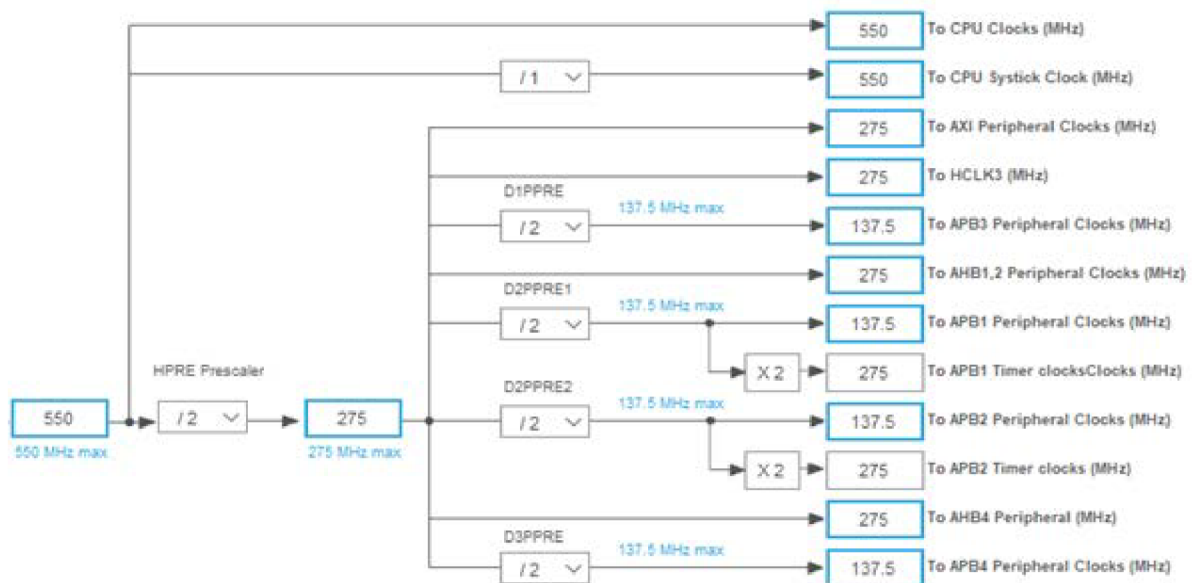 550 To CPU Clocks (MHz)
/ 1 550 To CPU Systick Clock (MHz)
275 To AXI Peripheral Clocks (MHz)
275 To HCLK3 (MHz)
D1PPRE
/ 2 137.5 MHz max 137.5 To APB3 Peripheral Clocks (MHz)
275 To AHB1,2 Peripheral Clocks (MHz)
D2PPRE1
/ 2 137.5 MHz max 137.5 To APB1 Peripheral Clocks (MHz)
X 2 275 To APB1 Timer clocksClocks (MHz)
HPRE Prescaler
550 / 2 275
550 MHz max 275 MHz max
D2PPRE2
/ 2 137.5 MHz max 137.5 To APB2 Peripheral Clocks (MHz)
X 2 275 To APB2 Timer clocks (MHz)
275 To AHB4 Peripheral (MHz)
D3PPRE
/ 2 137.5 MHz max 137.5 To APB4 Peripheral Clocks (MHz)